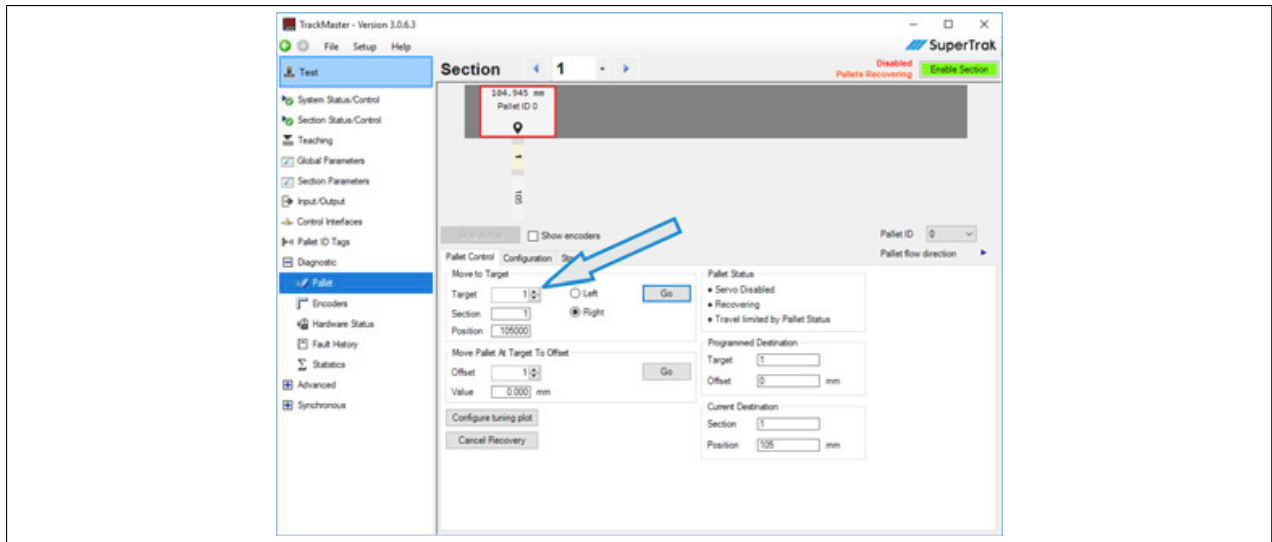 TrackMaster - Version 3.0.6.3
File Setup Help
SuperTrak
Test
Section 1
Disabled
Pallets Recovering
Enable Section
System Status/Control
Section Status/Control
Teaching
Global Parameters
Section Parameters
Input/Output
Control Interfaces
Pallet ID Tags
Diagnostic
Pallet
Encoders
Hardware Status
Fault History
Statistics
Advanced
Synchronous
104.945 mm
Pallet ID 0
1
105
Show encoders
Pallet ID 0
Pallet flow direction
Pallet Control Configuration
Move to Target
Target 1 Left Go
Section 1 Right
Position 105000
Move Pallet At Target To Offset
Offset 1 Go
Value 0.000 mm
Configure tuning plot
Cancel Recovery
Pallet Status
• Servo Disabled
• Recovering
• Travel limited by Pallet Status
Programmed Destination
Target 1
Offset 0 mm
Current Destination
Section 1
Position 105 mm